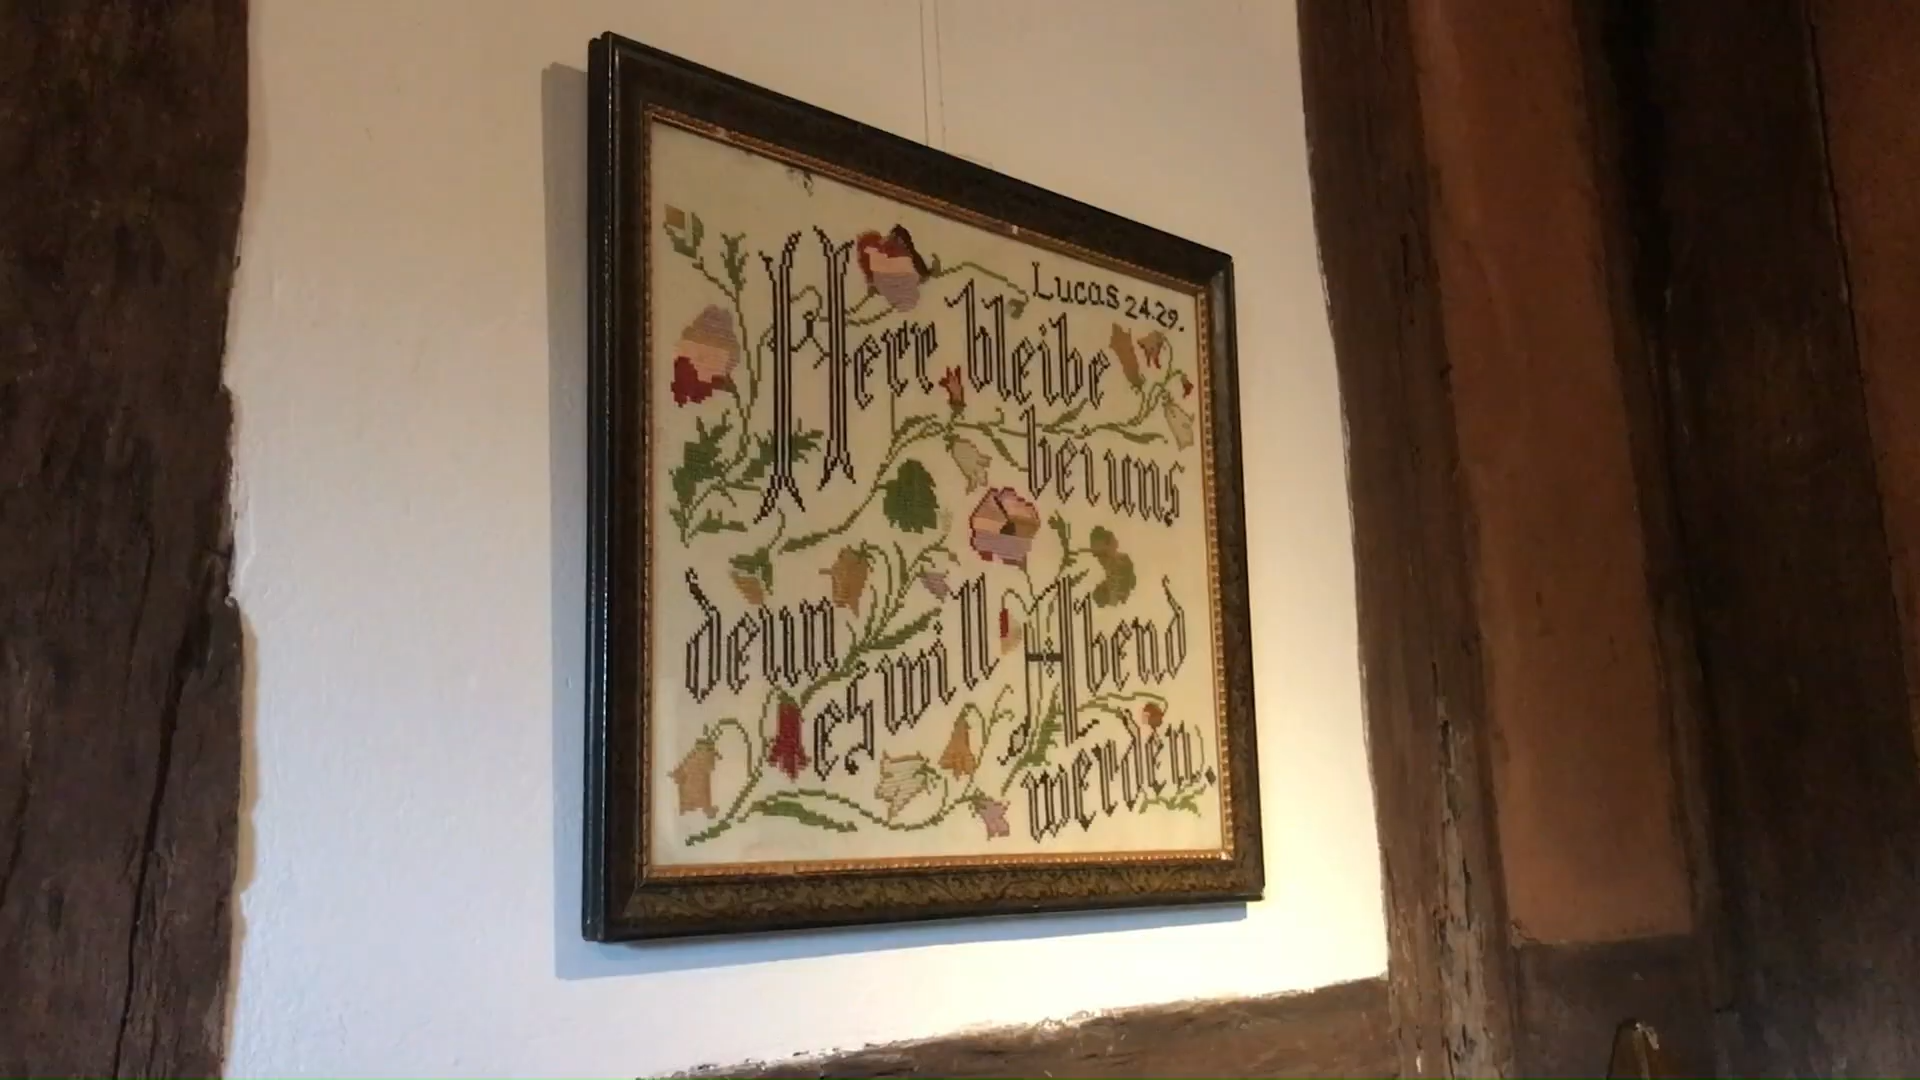 Lucas 24.29.
Herr bleibe
bei uns
denn
es will Abend
werden.